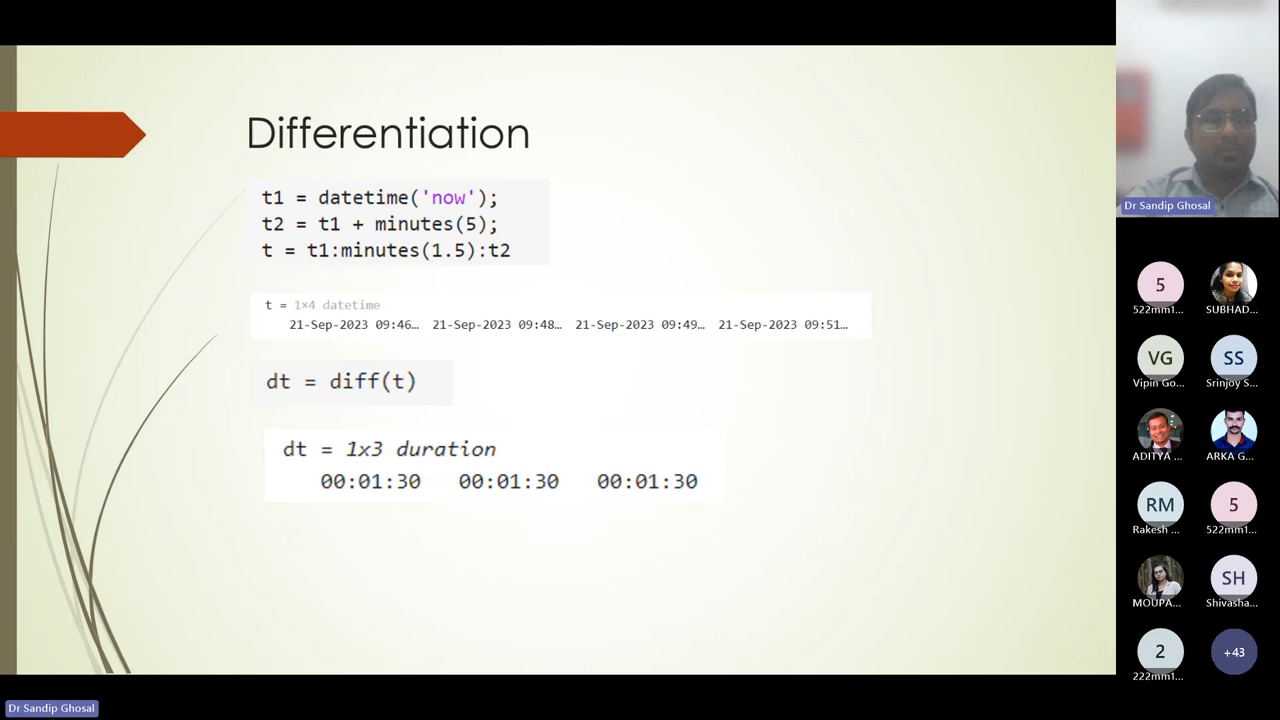 Differentiation
t1 = datetime('now');
t2 = t1 + minutes(5);
t = t1:minutes(1.5):t2
t = 1×4 datetime
21-Sep-2023 09:46… 21-Sep-2023 09:48… 21-Sep-2023 09:49… 21-Sep-2023 09:51…
dt = diff(t)
dt = 1x3 duration
00:01:30 00:01:30 00:01:30
Dr Sandip Ghosal
5
522mm1...
SUBHAD...
VG
Vipin Go...
SS
Srinjoy S...
ADITYA ...
ARKA G...
RM
Rakesh ...
5
522mm1...
MOUPA...
SH
Shivasha...
2
222mm1...
+43
Dr Sandip Ghosal